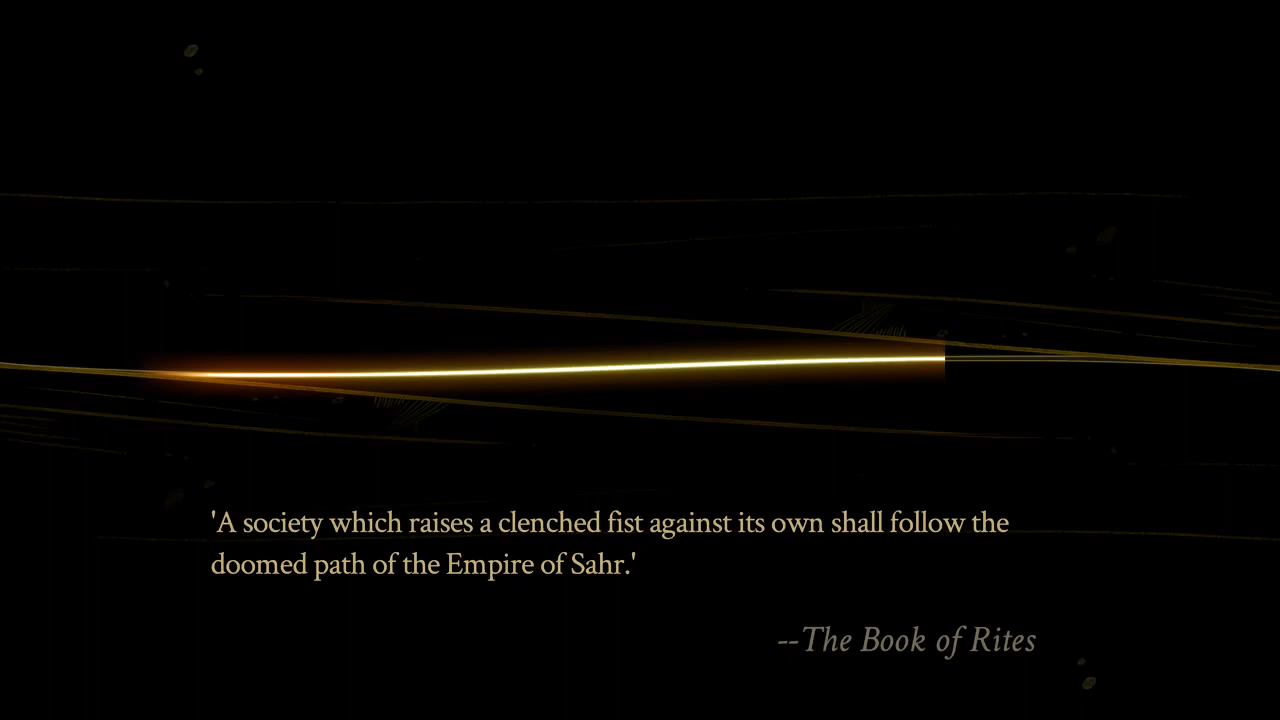 'A society which raises a clenched fist against its own shall follow the
doomed path of the Empire of Sahr.'
--The Book of Rites